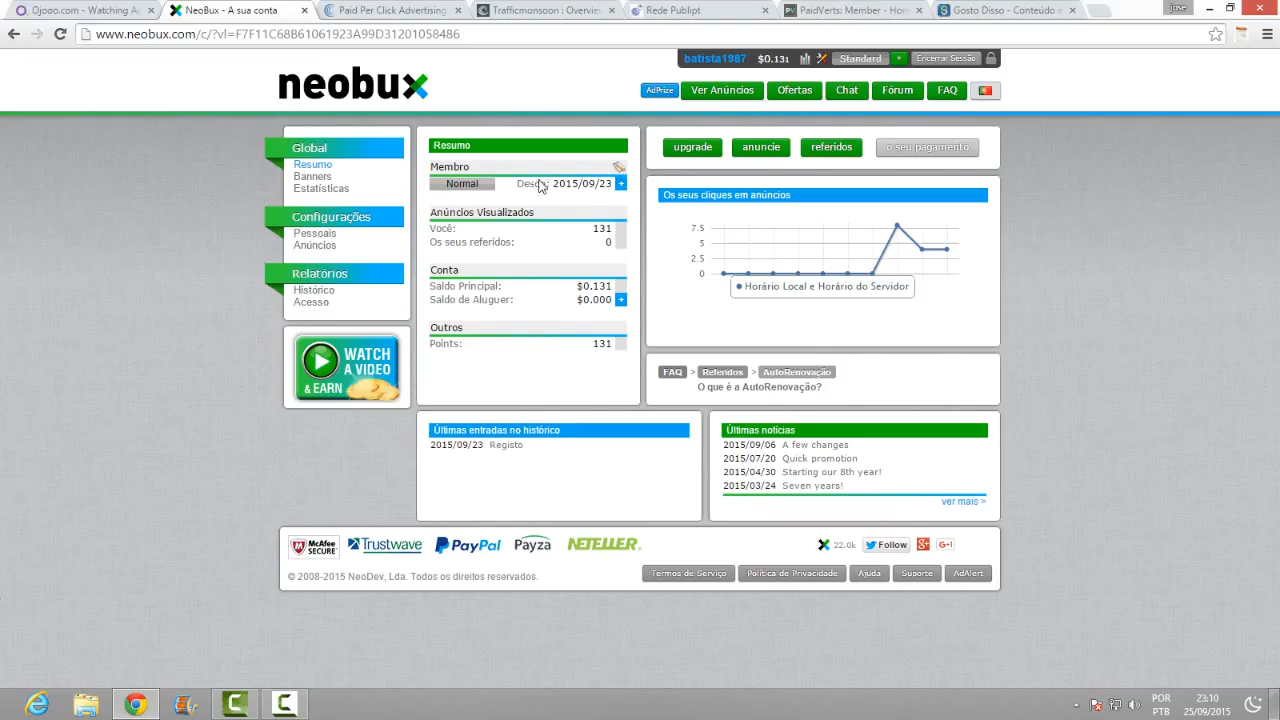 Ojooo.com - Watching A
NeoBux - A sua conta
Paid Per Click Advertising
Trafficmonsoon : Overview
Rede Publipt
PaidVerts: Member - Hom
Gosto Disso - Conteúdo e
Jose
www.neobux.com/c/?vl=F7F11C68B61061923A99D31201058486
batista1987 $0.131 Standard + Encerrar Sessão
neobux
AdPrize Ver Anúncios Ofertas Chat Fórum FAQ
Global
Resumo
Banners
Estatísticas
Configurações
Pessoais
Anúncios
Relatórios
Histórico
Acesso
WATCH
A VIDEO
& EARN
Resumo
Membro
Normal 2015/09/23 +
Anúncios Visualizados
Você: 131
Os seus referidos: 0
Conta
Saldo Principal: $0.131
Saldo de Aluguer: $0.000 +
Outros
Points: 131
upgrade anuncie referidos o seu pagamento
Os seus cliques em anúncios
7.5
5
2.5
0
Horário Local e Horário do Servidor
FAQ > Referidos > AutoRenovação
O que é a AutoRenovação?
Últimas entradas no histórico
2015/09/23 Registo
Últimas notícias
2015/09/06 A few changes
2015/07/20 Quick promotion
2015/04/30 Starting our 8th year!
2015/03/24 Seven years!
ver mais >
McAfee SECURE Trustwave PayPal Payza NETELLER 22.0k Follow G+1
© 2008-2015 NeoDev, Lda. Todos os direitos reservados.
Termos de Serviço Política de Privacidade Ajuda Suporte AdAlert
POR 23:10
PTB 25/09/2015